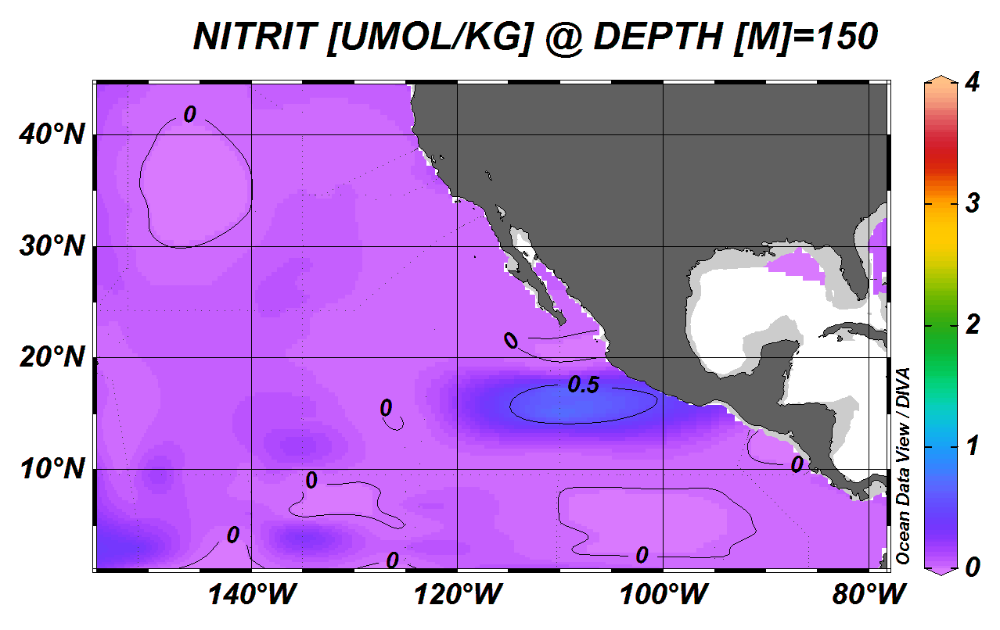 NITRIT [UMOL/KG] @ DEPTH [M]=150
4
0
40°N
3
30°N
2
0
20°N
0.5
0
1
10°N
0
0
0
0
0
0
Ocean Data View / DIVA
140°W 120°W 100°W 80°W